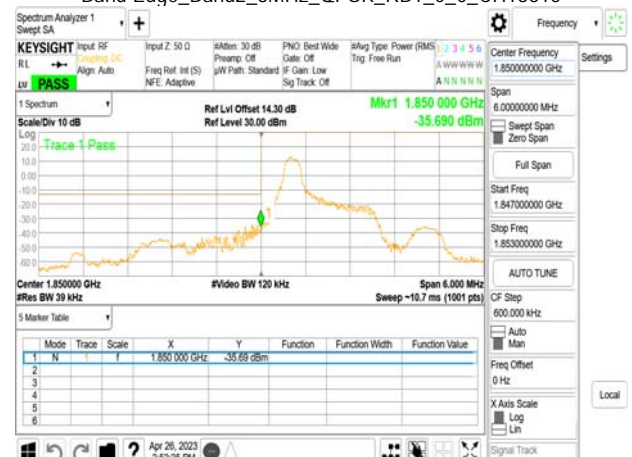 Spectrum Analyzer 1
Swept SA
Frequency
KEYSIGHT
RL
PASS
Input: RF
Coupling: DC
Align: Auto
Input Z: 50 Ω
Freq Ref: Int (S)
NFE: Adaptive
#Atten: 30 dB
Preamp: Off
µW Path: Standard
PNO: Best Wide
Gate: Off
IF Gain: Low
Sig Track: Off
#Avg Type: Power (RMS)
Trig: Free Run
1 2 3 4 5 6
A W W W W W
A N N N N N
1 Spectrum
Scale/Div 10 dB
Ref Lvl Offset 14.30 dB
Ref Level 30.00 dBm
Mkr1 1.850 000 GHz
-35.690 dBm
Log
Trace 1 Pass
20.0
10.0
0.00
-10.0
-20.0
-30.0
-40.0
-50.0
-60.0
Center 1.850000 GHz
#Res BW 39 kHz
#Video BW 120 kHz
Span 6.000 MHz
Sweep ~10.7 ms (1001 pts)
5 Marker Table
Mode Trace Scale X Y Function Function Width Function Value
1 N 1 f 1.850 000 GHz -35.69 dBm
2
3
4
5
6
Apr 26, 2023
Center Frequency
1.850000000 GHz
Span
6.00000000 MHz
Swept Span
Zero Span
Full Span
Start Freq
1.847000000 GHz
Stop Freq
1.853000000 GHz
AUTO TUNE
CF Step
600.000 kHz
Auto
Man
Freq Offset
0 Hz
X Axis Scale
Log
Lin
Signal Track
Settings
Local